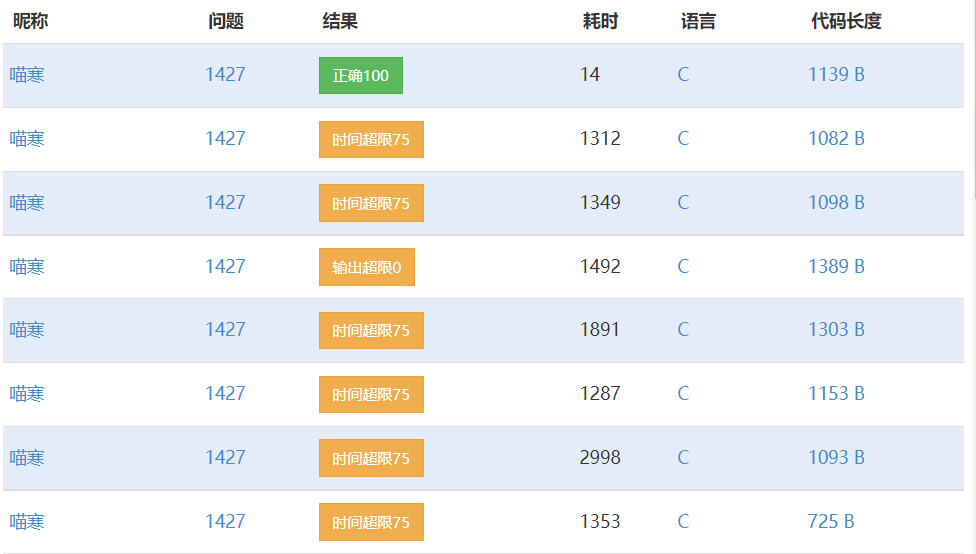 昵称 问题 结果 耗时 语言 代码长度
喵寒 1427 正确100 14 C 1139 B
喵寒 1427 时间超限75 1312 C 1082 B
喵寒 1427 时间超限75 1349 C 1098 B
喵寒 1427 输出超限0 1492 C 1389 B
喵寒 1427 时间超限75 1891 C 1303 B
喵寒 1427 时间超限75 1287 C 1153 B
喵寒 1427 时间超限75 2998 C 1093 B
喵寒 1427 时间超限75 1353 C 725 B